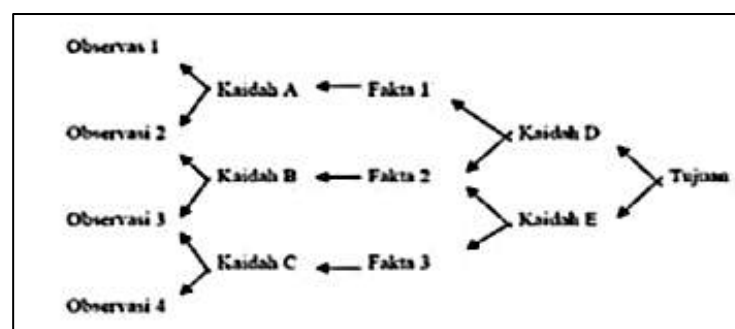 Observas 1
Kaidah A
Fakta 1
Observasi 2
Kaidah D
Kaidah B
Fakta 2
Tujuan
Observasi 3
Kaidah E
Kaidah C
Fakta 3
Observasi 4